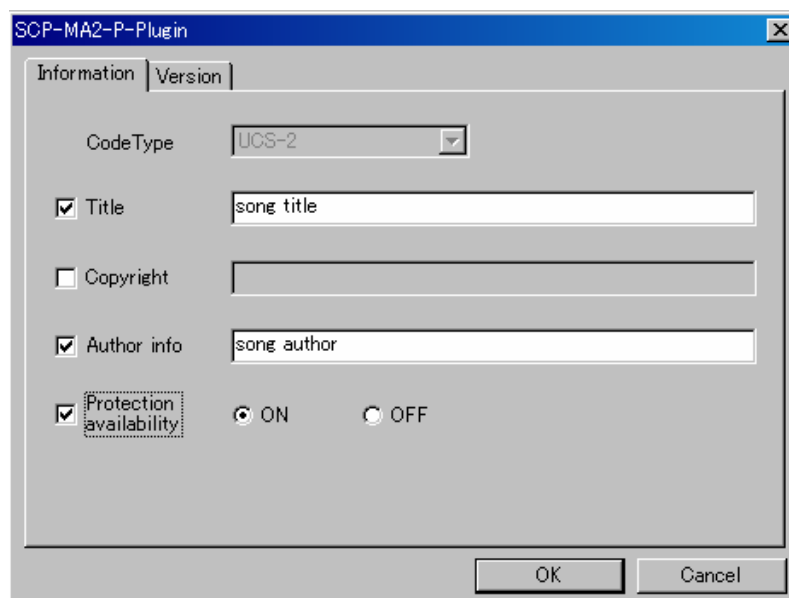 SCP-MA2-P-Plugin
Information Version
CodeType UCS-2
Title song title
Copyright
Author info song author
Protection
availability ON OFF
OK Cancel